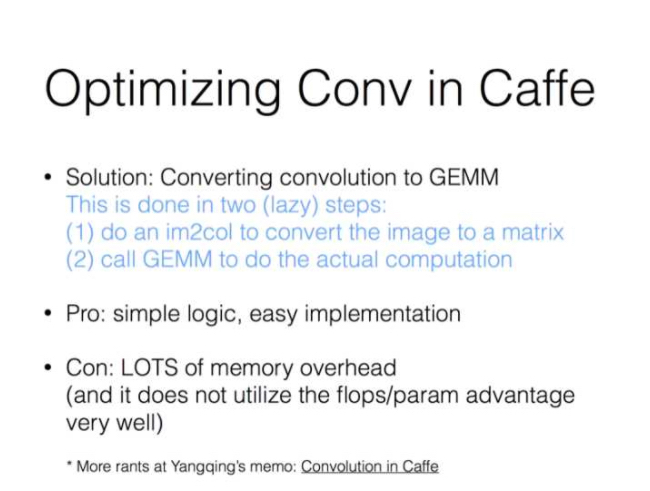 Optimizing Conv in Caffe
• Solution: Converting convolution to GEMM
This is done in two (lazy) steps:
(1) do an im2col to convert the image to a matrix
(2) call GEMM to do the actual computation
• Pro: simple logic, easy implementation
• Con: LOTS of memory overhead
(and it does not utilize the flops/param advantage
very well)
* More rants at Yangqing's memo: Convolution in Caffe